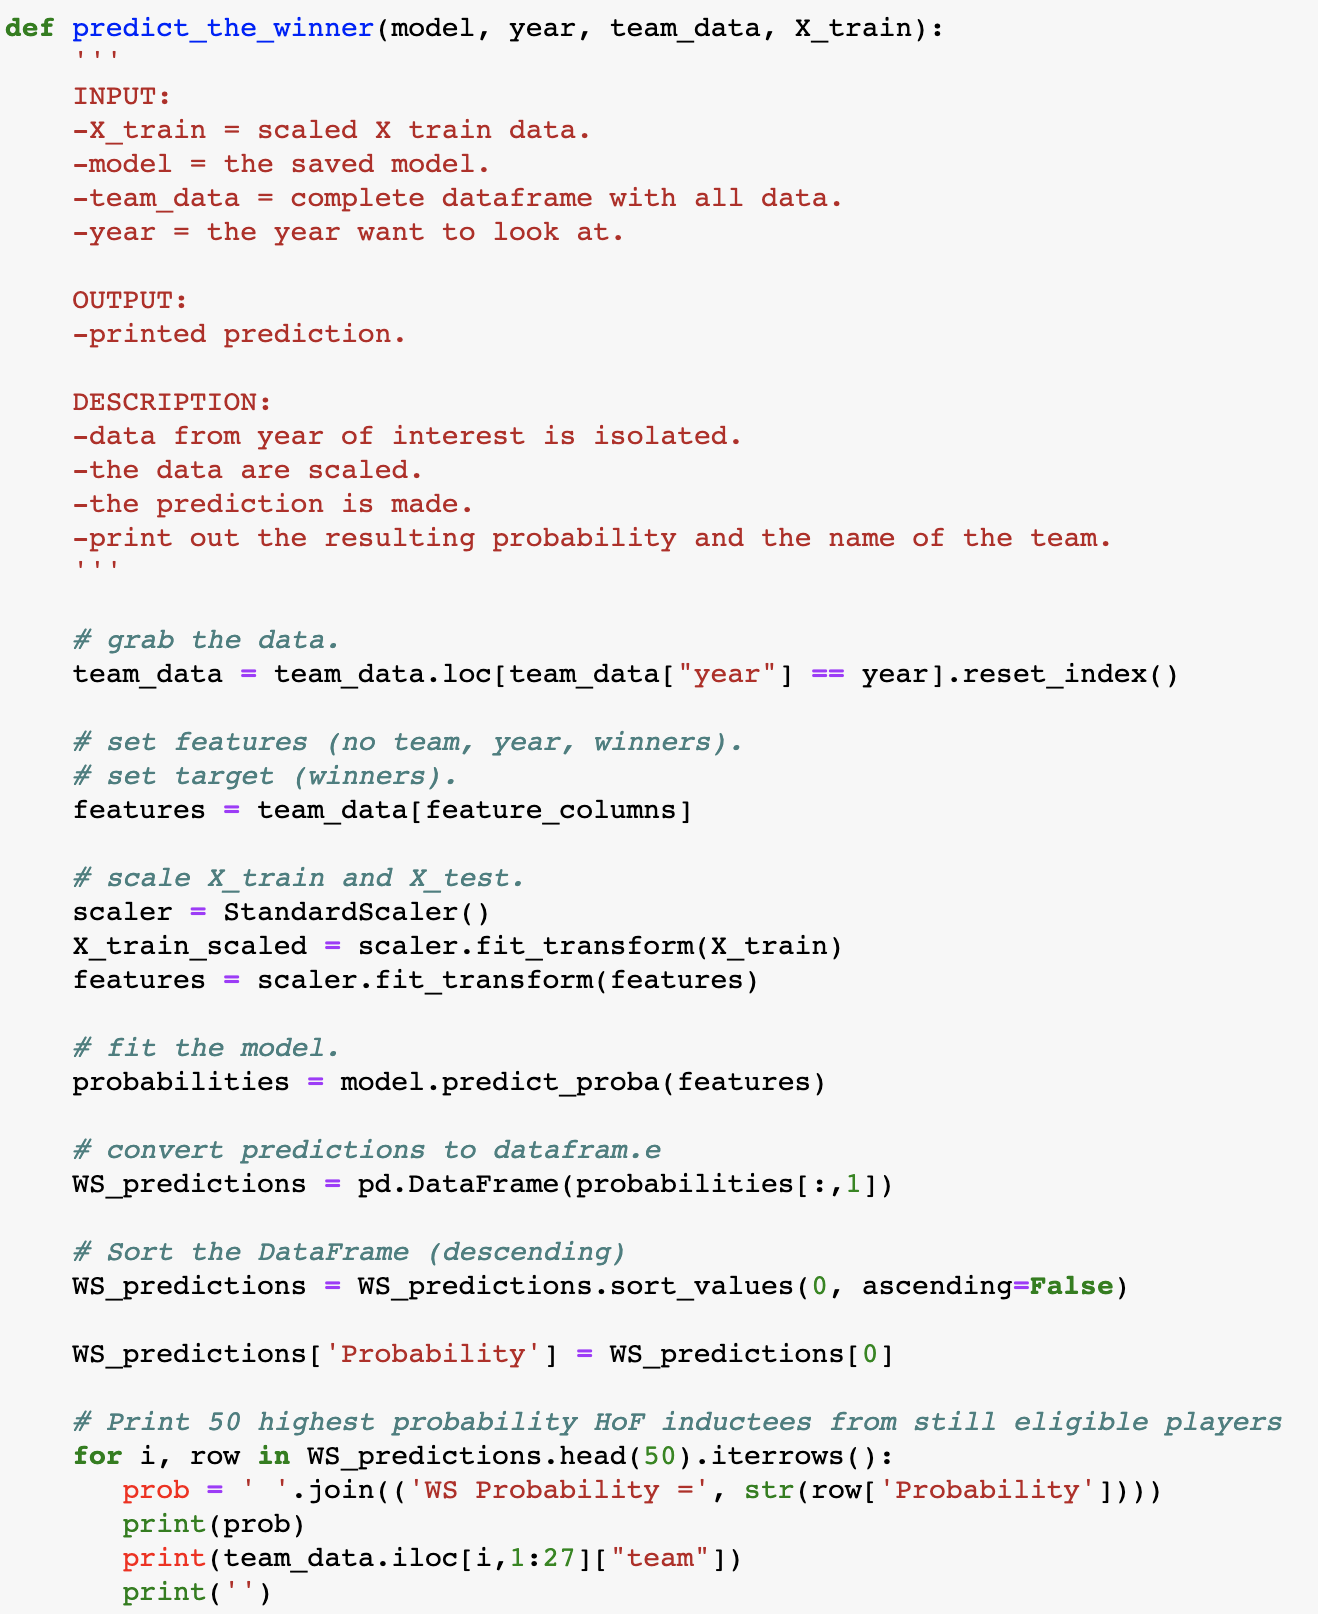 def predict_the_winner(model, year, team_data, X_train):
    '''
    INPUT:
    -X_train = scaled X train data.
    -model = the saved model.
    -team_data = complete dataframe with all data.
    -year = the year want to look at.

    OUTPUT:
    -printed prediction.

    DESCRIPTION:
    -data from year of interest is isolated.
    -the data are scaled.
    -the prediction is made.
    -print out the resulting probability and the name of the team.
    '''

    # grab the data.
    team_data = team_data.loc[team_data["year"] == year].reset_index()

    # set features (no team, year, winners).
    # set target (winners).
    features = team_data[feature_columns]

    # scale X_train and X_test.
    scaler = StandardScaler()
    X_train_scaled = scaler.fit_transform(X_train)
    features = scaler.fit_transform(features)

    # fit the model.
    probabilities = model.predict_proba(features)

    # convert predictions to datafram.e
    WS_predictions = pd.DataFrame(probabilities[:,1])

    # Sort the DataFrame (descending)
    WS_predictions = WS_predictions.sort_values(0, ascending=False)

    WS_predictions['Probability'] = WS_predictions[0]

    # Print 50 highest probability HoF inductees from still eligible players
    for i, row in WS_predictions.head(50).iterrows():
       prob = ' '.join(('WS Probability =', str(row['Probability'])))
       print(prob)
       print(team_data.iloc[i,1:27]["team"])
       print('')